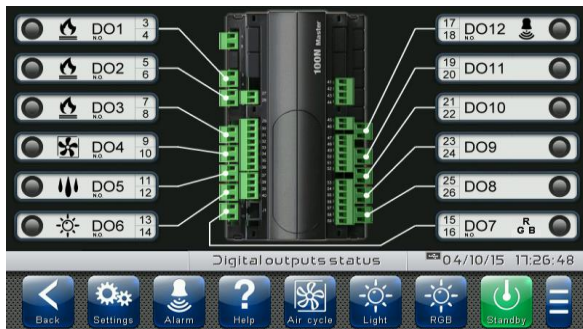 DO1 N.O. 3 4
DO2 N.O. 5 6
DO3 N.O. 7 8
DO4 N.O. 9 10
DO5 N.O. 11 12
DO6 N.O. 13 14
100N Master
17 18 DO12 N.O.
19 20 DO11
21 22 DO10
23 24 DO9
25 26 DO8
15 16 DO7 N.O. R G B
Digital outputs status 04/10/15 17:26:48
Back Settings Alarm Help Air cycle Light RGB Standby